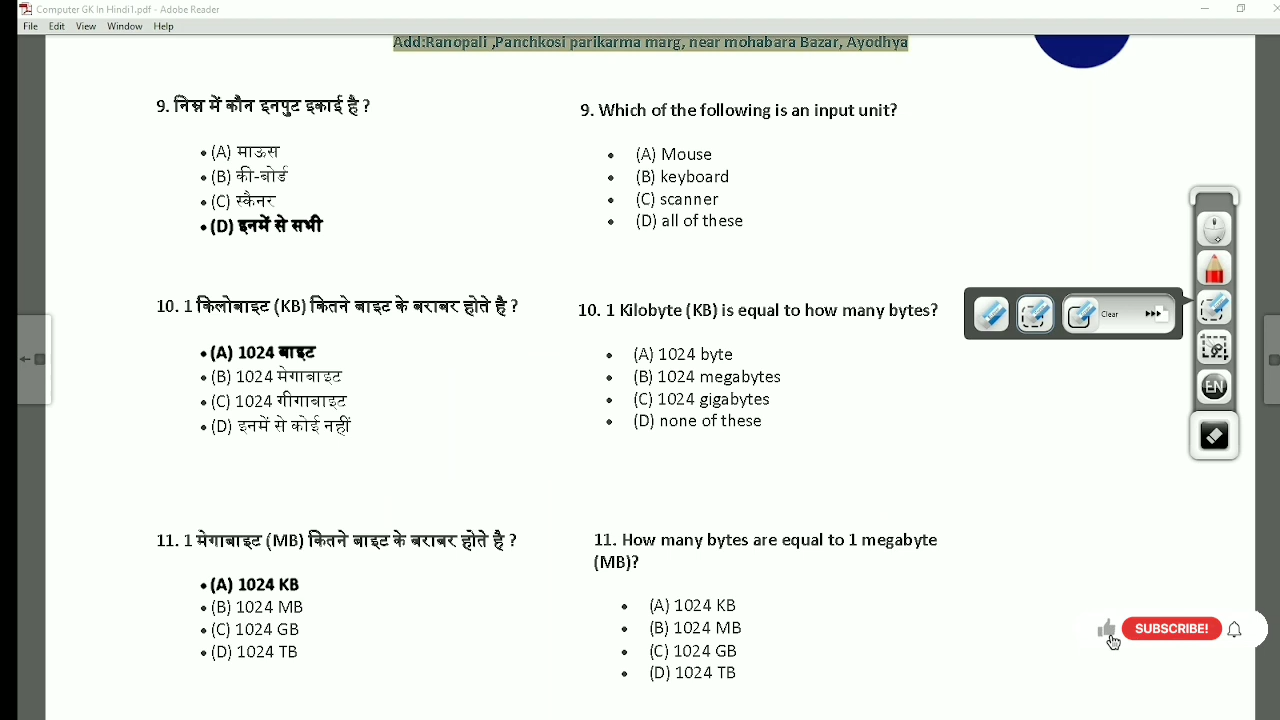 Computer GK In Hindi1.pdf - Adobe Reader
File Edit View Window Help
Add:Ranopali ,Panchkosi parikarma marg, near mohabara Bazar, Ayodhya
9. निम्न में कौन इनपुट इकाई है ?
• (A) माऊस
• (B) की-बोर्ड
• (C) स्कैनर
• (D) इनमें से सभी
9. Which of the following is an input unit?
• (A) Mouse
• (B) keyboard
• (C) scanner
• (D) all of these
10. 1 किलोबाइट (KB) कितने बाइट के बराबर होते है ?
• (A) 1024 बाइट
• (B) 1024 मेगाबाइट
• (C) 1024 गीगाबाइट
• (D) इनमें से कोई नहीं
10. 1 Kilobyte (KB) is equal to how many bytes?
• (A) 1024 byte
• (B) 1024 megabytes
• (C) 1024 gigabytes
• (D) none of these
Clear
EN
11. 1 मेगाबाइट (MB) कितने बाइट के बराबर होते है ?
• (A) 1024 KB
• (B) 1024 MB
• (C) 1024 GB
• (D) 1024 TB
11. How many bytes are equal to 1 megabyte
(MB)?
• (A) 1024 KB
• (B) 1024 MB
• (C) 1024 GB
• (D) 1024 TB
SUBSCRIBE!